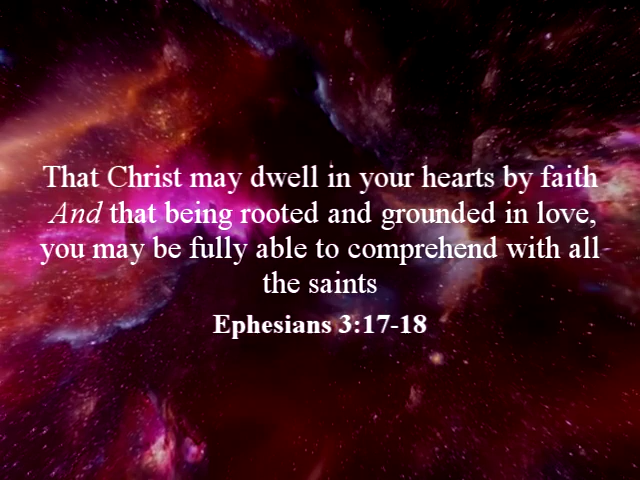 That Christ may dwell in your hearts by faith
And that being rooted and grounded in love,
you may be fully able to comprehend with all
the saints
Ephesians 3:17-18